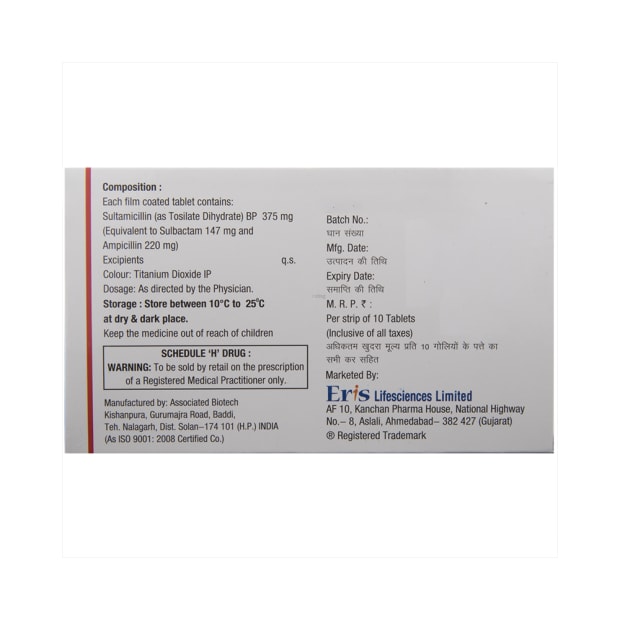 Composition :
Each film coated tablet contains:
Sultamicillin (as Tosilate Dihydrate) BP 375 mg
(Equivalent to Sulbactam 147 mg and
Ampicillin 220 mg)
Excipients q.s.
Colour: Titanium Dioxide IP
Dosage: As directed by the Physician.
Storage : Store between 10°C to 25°C
at dry & dark place.
Keep the medicine out of reach of children
SCHEDULE 'H' DRUG :
WARNING: To be sold by retail on the prescription
of a Registered Medical Practitioner only.
Manufactured by: Associated Biotech
Kishanpura, Gurumajra Road, Baddi,
Teh. Nalagarh, Dist. Solan–174 101 (H.P.) INDIA
(As ISO 9001: 2008 Certified Co.)
Batch No.:
घान संख्या
Mfg. Date:
उत्पादन की तिथि
Expiry Date:
समाप्ति की तिथि
M. R. P. ₹ :
Per strip of 10 Tablets
(Inclusive of all taxes)
अधिकतम खुदरा मूल्य प्रति 10 गोलियों के पत्ते का
सभी कर सहित
Marketed By:
Eris Lifesciences Limited
AF 10, Kanchan Pharma House, National Highway
No.– 8, Aslali, Ahmedabad– 382 427 (Gujarat)
® Registered Trademark